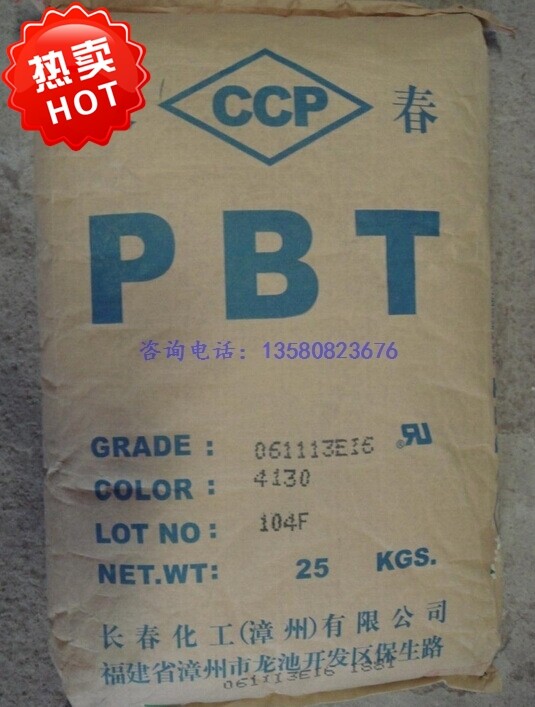 热卖
HOT
CCP 春
PBT
咨询电话：13580823676
GRADE : 061113E16
COLOR : 4130
LOT NO : 104F
NET.WT: 25 KGS.
长春化工(漳州)有限公司
福建省漳州市龙池开发区保生路
061113E16 1881